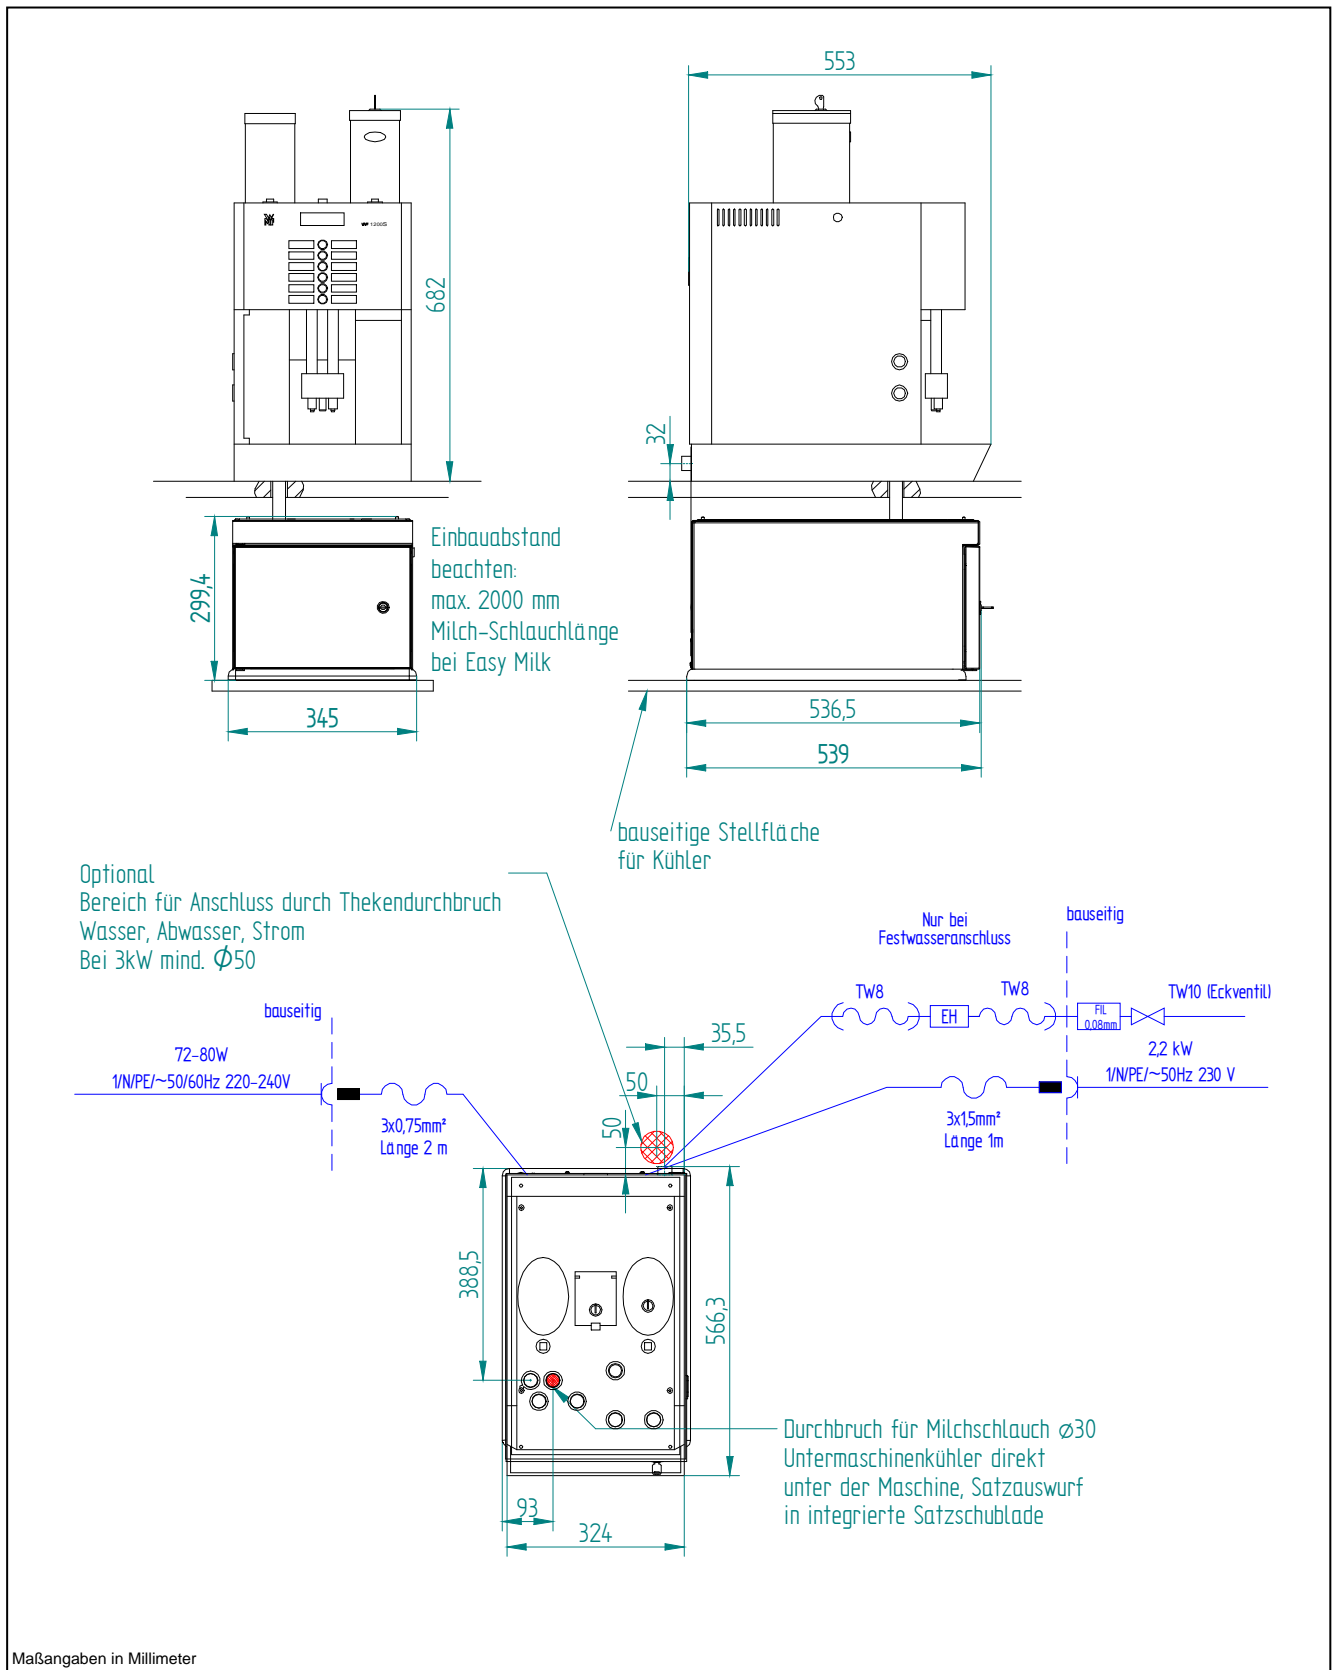 553
WMF 1200S
682
32
299,4
Einbauabstand
beachten:
max. 2000 mm
Milch-Schlauchlänge
bei Easy Milk
345
536,5
539
bauseitige Stellfläche
für Kühler
Optional
Bereich für Anschluss durch Thekendurchbruch
Wasser, Abwasser, Strom
Bei 3kW mind. Φ50
Nur bei
Festwasseranschluss
bauseitig
TW8
EH
TW8
FIL
0,08mm
TW10 (Eckventil)
bauseitig
72-80W
1/N/PE/~50/60Hz 220-240V
3x0,75mm²
Länge 2 m
35,5
50
50
2,2 kW
1/N/PE/~50Hz 230 V
3x1,5mm²
Länge 1m
388,5
566,3
Durchbruch für Milchschlauch ø30
Untermaschinenkühler direkt
unter der Maschine, Satzauswurf
in integrierte Satzschublade
93
324
Maßangaben in Millimeter